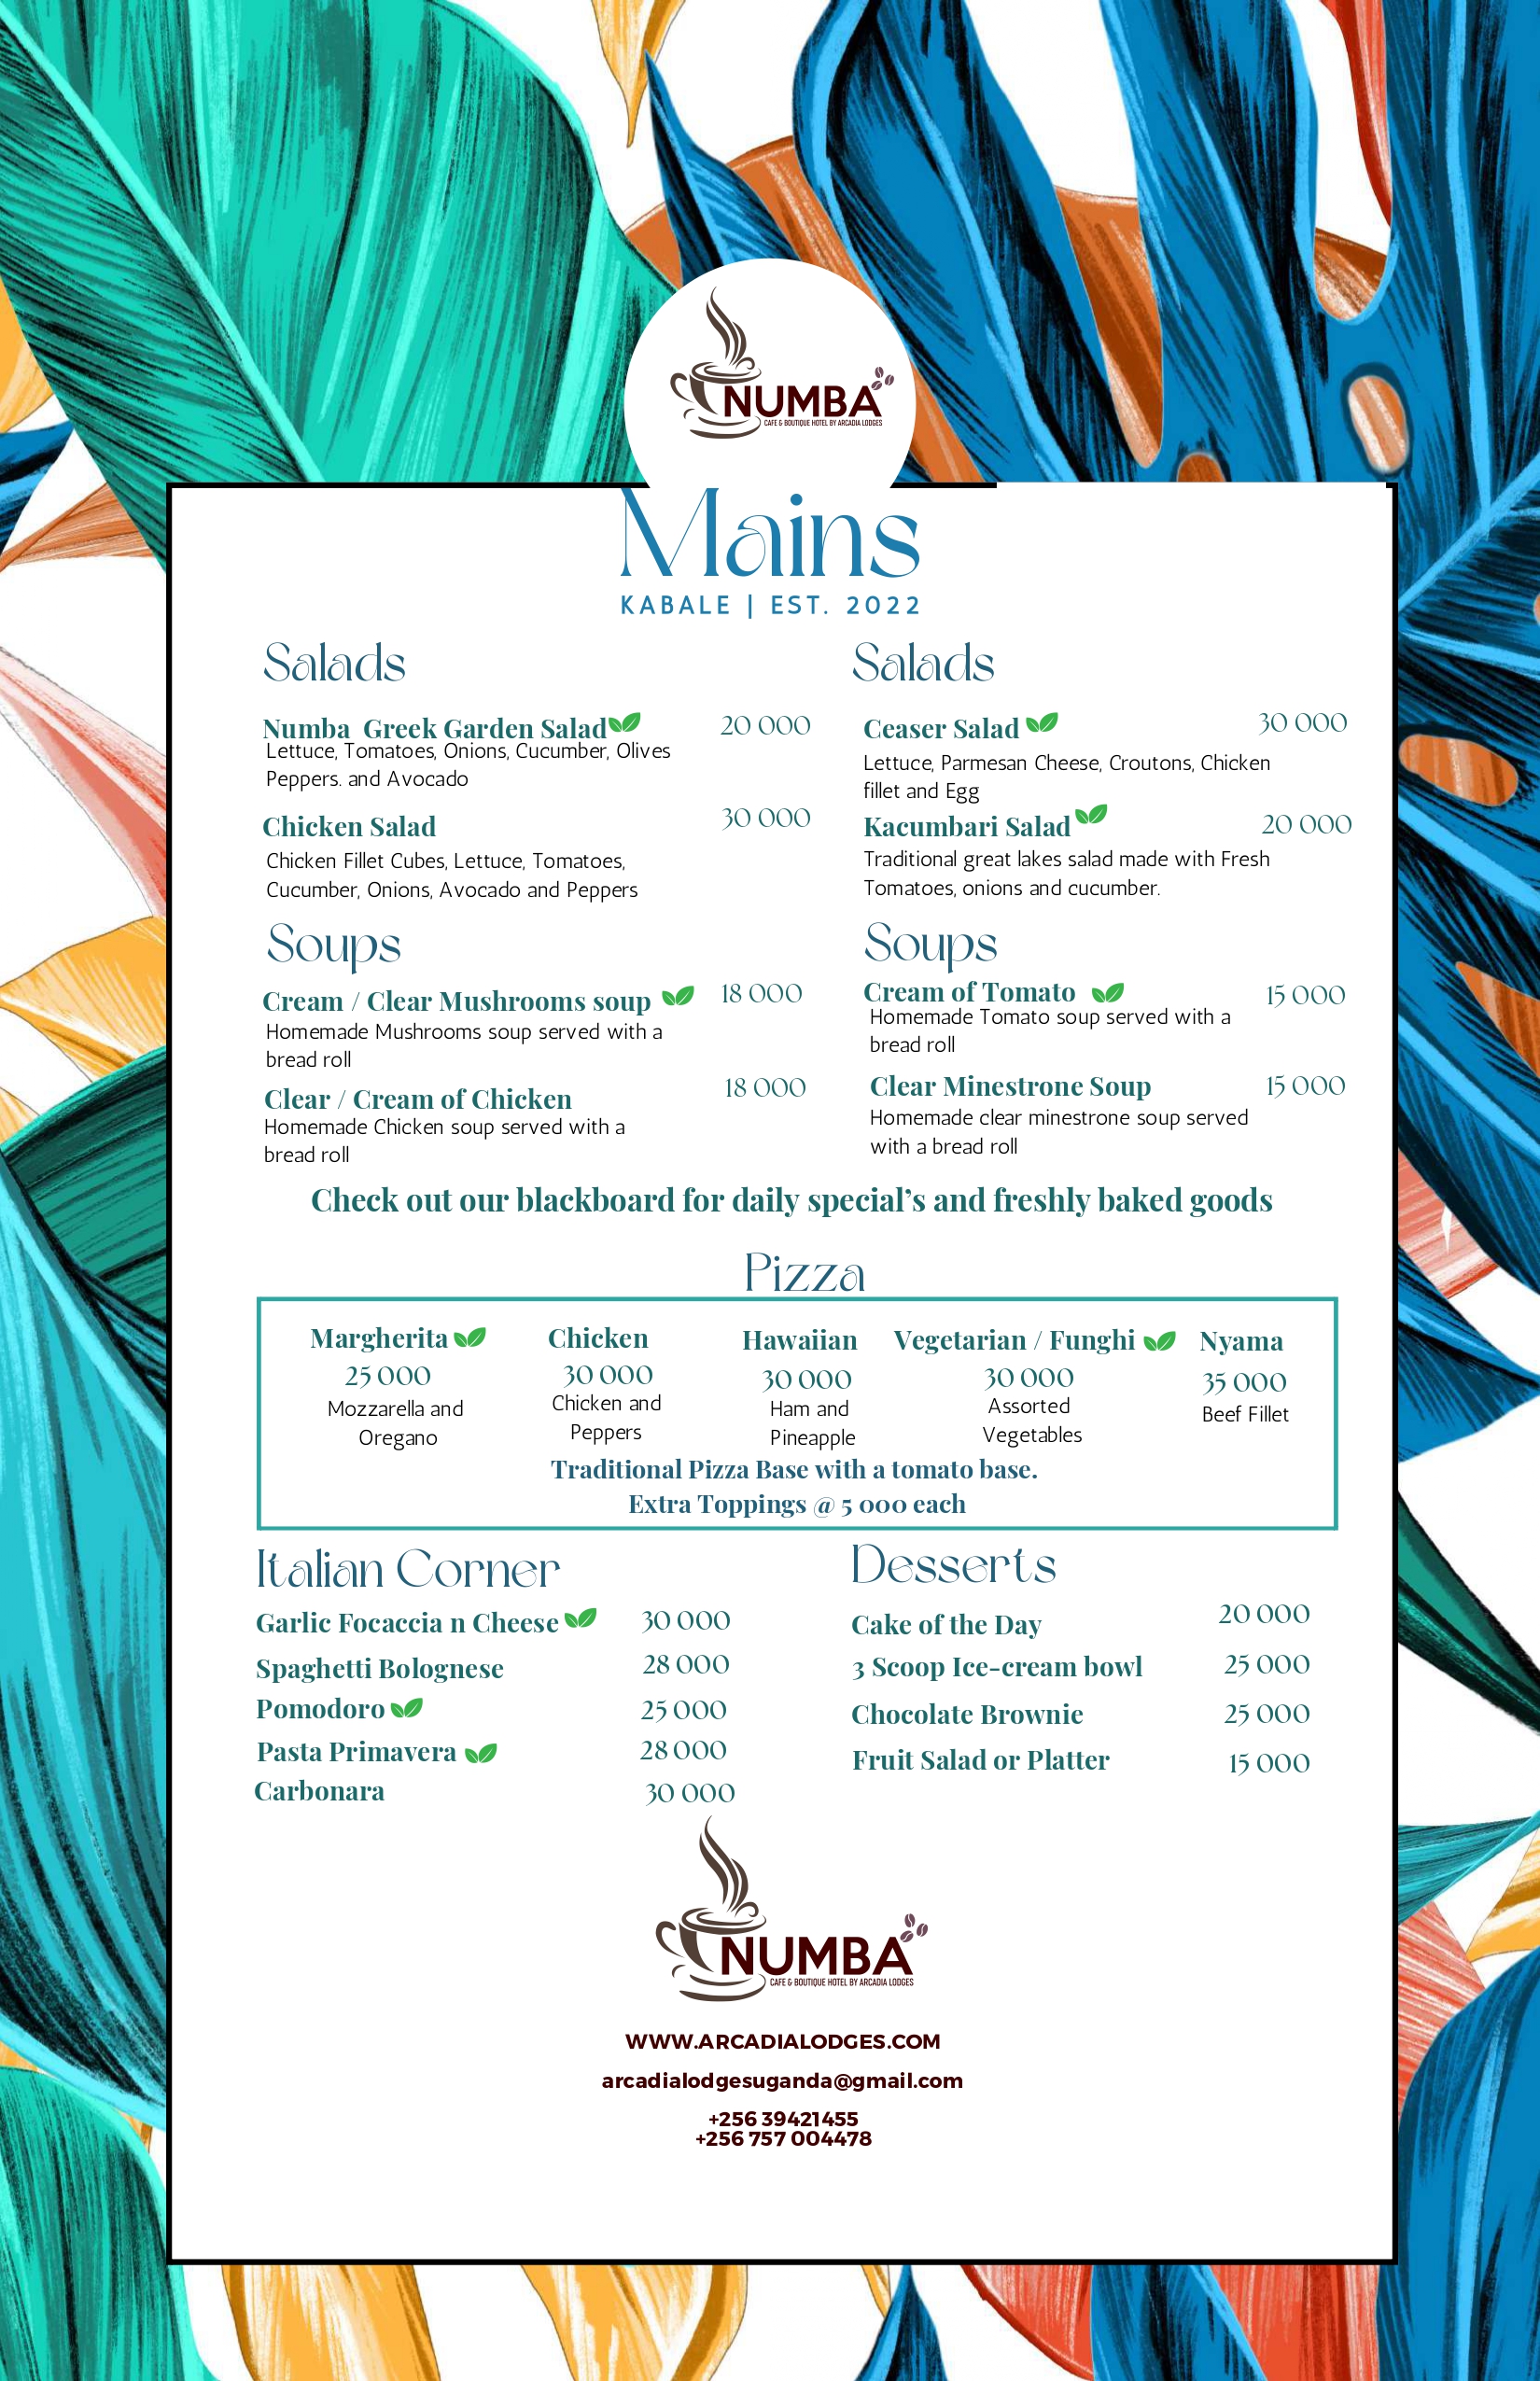 NUMBA
CAFE & BOUTIQUE HOTEL BY ARCADIA LODGES
Mains
KABALE | EST. 2022
Salads
Numba Greek Garden Salad 20 000
Lettuce, Tomatoes, Onions, Cucumber, Olives
Peppers. and Avocado
Chicken Salad 30 000
Chicken Fillet Cubes, Lettuce, Tomatoes,
Cucumber, Onions, Avocado and Peppers
Soups
Cream / Clear Mushrooms soup 18 000
Homemade Mushrooms soup served with a
bread roll
Clear / Cream of Chicken 18 000
Homemade Chicken soup served with a
bread roll
Salads
Ceaser Salad 30 000
Lettuce, Parmesan Cheese, Croutons, Chicken
fillet and Egg
Kacumbari Salad 20 000
Traditional great lakes salad made with Fresh
Tomatoes, onions and cucumber.
Soups
Cream of Tomato 15 000
Homemade Tomato soup served with a
bread roll
Clear Minestrone Soup 15 000
Homemade clear minestrone soup served
with a bread roll
Check out our blackboard for daily special’s and freshly baked goods
Pizza
Margherita
25 000
Mozzarella and
Oregano
Chicken
30 000
Chicken and
Peppers
Hawaiian
30 000
Ham and
Pineapple
Vegetarian / Funghi
30 000
Assorted
Vegetables
Nyama
35 000
Beef Fillet
Traditional Pizza Base with a tomato base.
Extra Toppings @ 5 000 each
Italian Corner
Garlic Focaccia n Cheese 30 000
Spaghetti Bolognese 28 000
Pomodoro 25 000
Pasta Primavera 28 000
Carbonara 30 000
Desserts
Cake of the Day 20 000
3 Scoop Ice-cream bowl 25 000
Chocolate Brownie 25 000
Fruit Salad or Platter 15 000
NUMBA
CAFE & BOUTIQUE HOTEL BY ARCADIA LODGES
WWW.ARCADIALODGES.COM
arcadialodgesuganda@gmail.com
+256 39421455
+256 757 004478